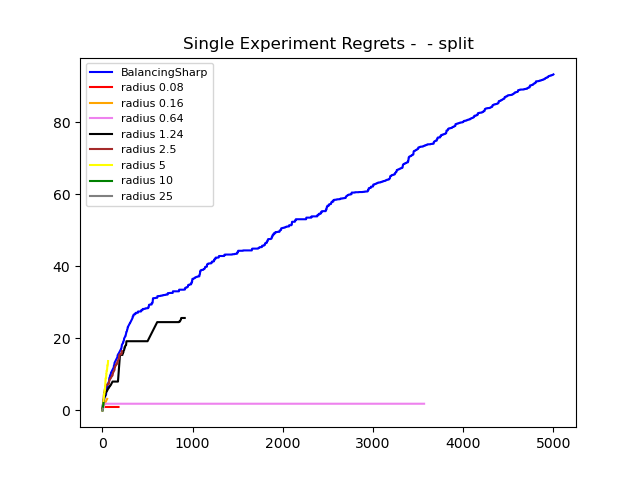 Single Experiment Regrets -  - split
BalancingSharp
radius 0.08
radius 0.16
radius 0.64
radius 1.24
radius 2.5
radius 5
radius 10
radius 25
80
60
40
20
0
0 1000 2000 3000 4000 5000